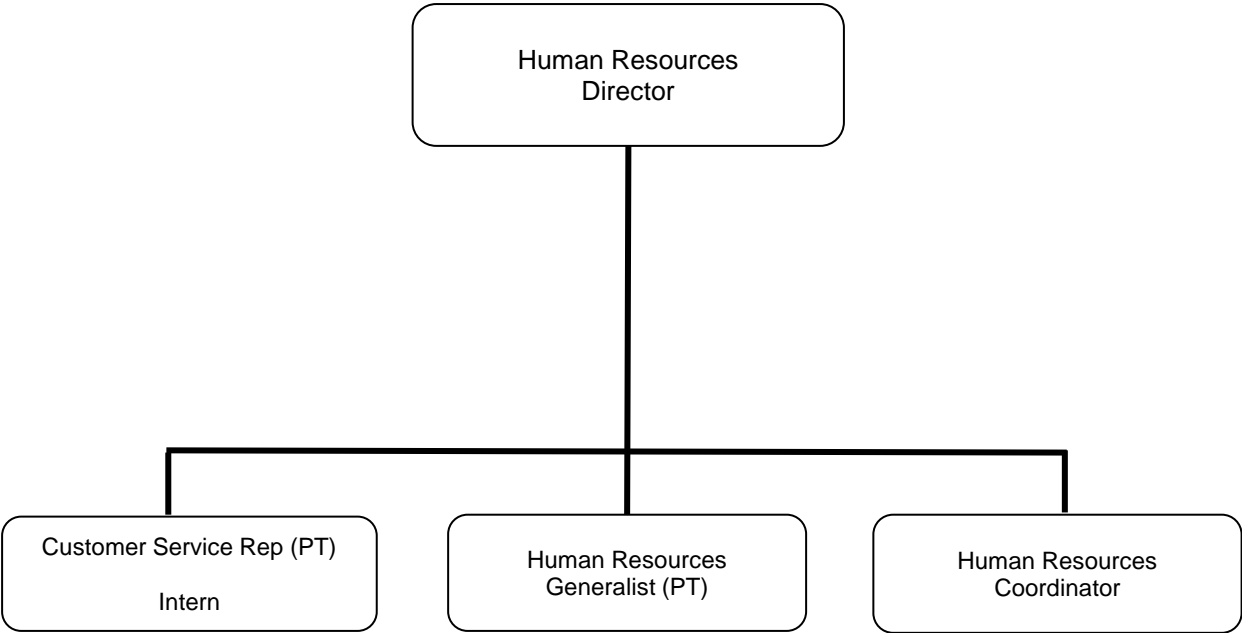 Human Resources
Director
Customer Service Rep (PT)
Intern
Human Resources
Generalist (PT)
Human Resources
Coordinator